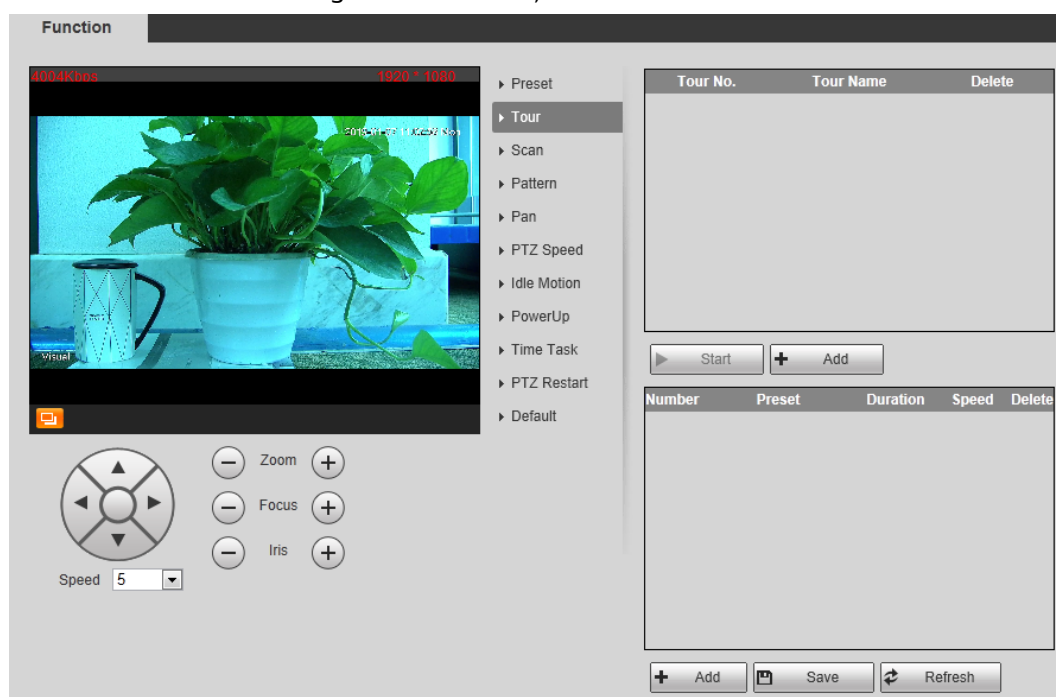 Function
4004Kbps 1920 * 1080
Visuel
Preset
Tour
Scan
Pattern
Pan
PTZ Speed
Idle Motion
PowerUp
Time Task
PTZ Restart
Default
Zoom
Focus
Iris
Speed 5
Tour No. Tour Name Delete
Start Add
Number Preset Duration Speed Delete
Add Save Refresh